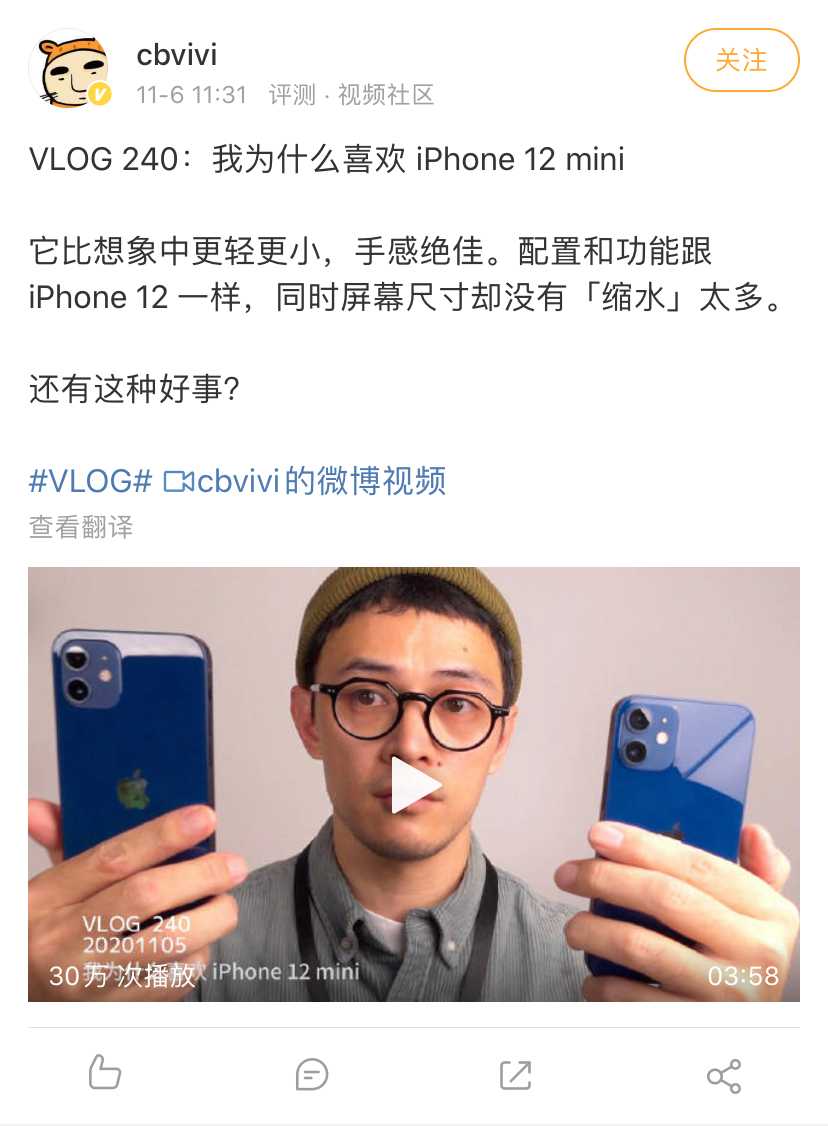 cbvivi
关注
11-6 11:31 评测 · 视频社区
VLOG 240：我为什么喜欢 iPhone 12 mini
它比想象中更轻更小，手感绝佳。配置和功能跟
iPhone 12 一样，同时屏幕尺寸却没有「缩水」太多。
还有这种好事?
#VLOG# cbvivi的微博视频
查看翻译
VLOG 240
20201105
我为什么喜欢 iPhone 12 mini
30万次播放
03:58